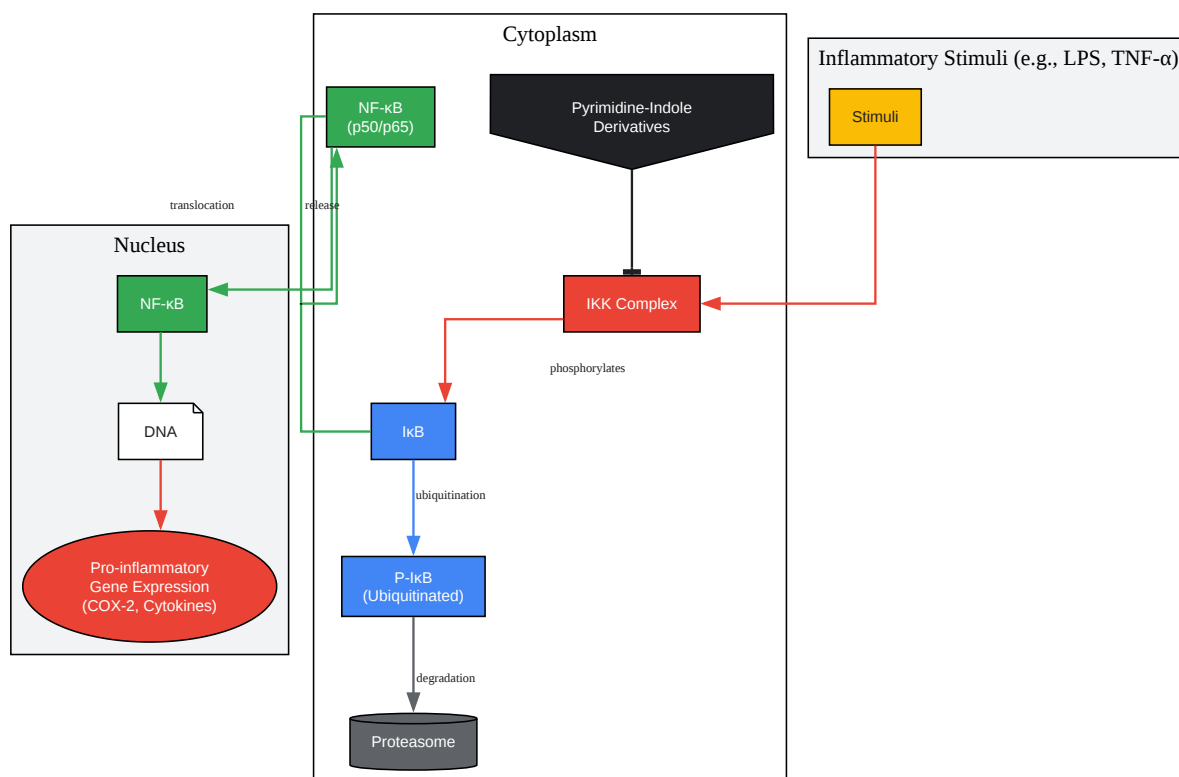 Cytoplasm
Inflammatory Stimuli (e.g., LPS, TNF-α)
NF-κB
(p50/p65)
Pyrimidine-Indole
Derivatives
Stimuli
translocation
release
Nucleus
NF-κB
IKK Complex
phosphorylates
DNA
IκB
ubiquitination
Pro-inflammatory
Gene Expression
(COX-2, Cytokines)
P-IκB
(Ubiquitinated)
degradation
Proteasome